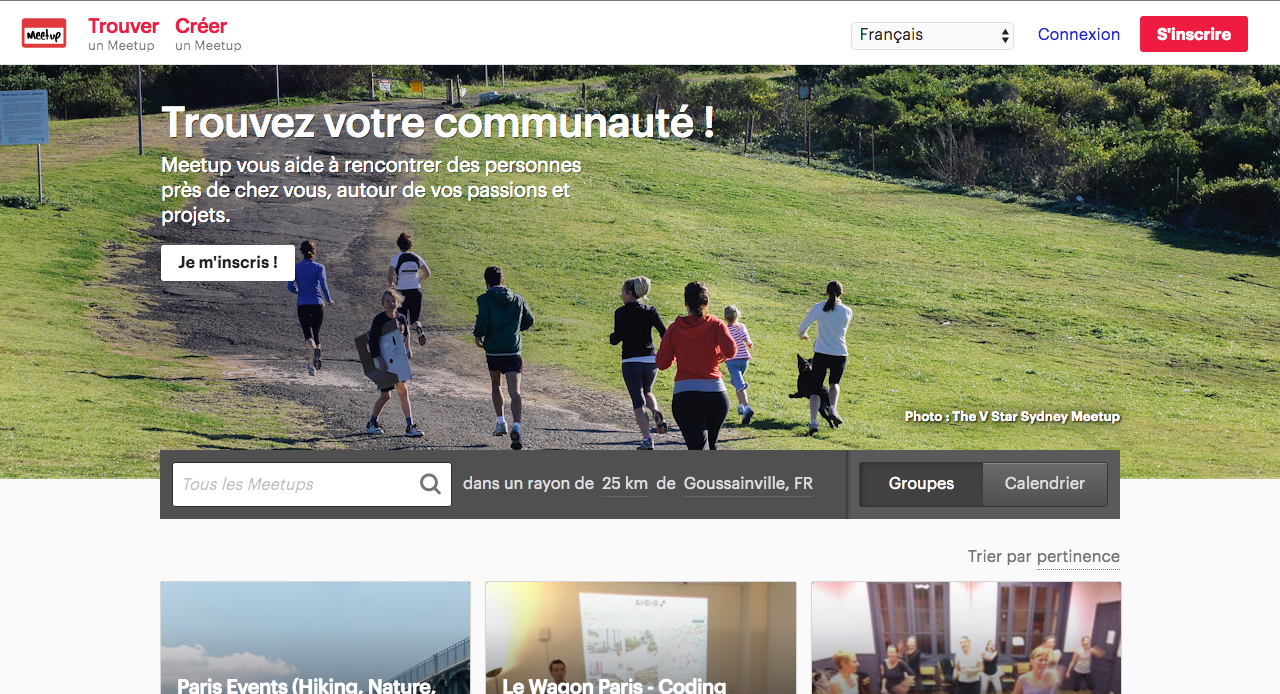 Meetup
Trouver
un Meetup
Créer
un Meetup
Français
Connexion
S'inscrire
Trouvez votre communauté !
Meetup vous aide à rencontrer des personnes
près de chez vous, autour de vos passions et
projets.
Je m'inscris !
Photo : The V Star Sydney Meetup
Tous les Meetups
dans un rayon de 25 km de Goussainville, FR
Groupes
Calendrier
Trier par pertinence
AirBnB
Paris Events (Hiking, Nature,
Le Wagon Paris - Coding